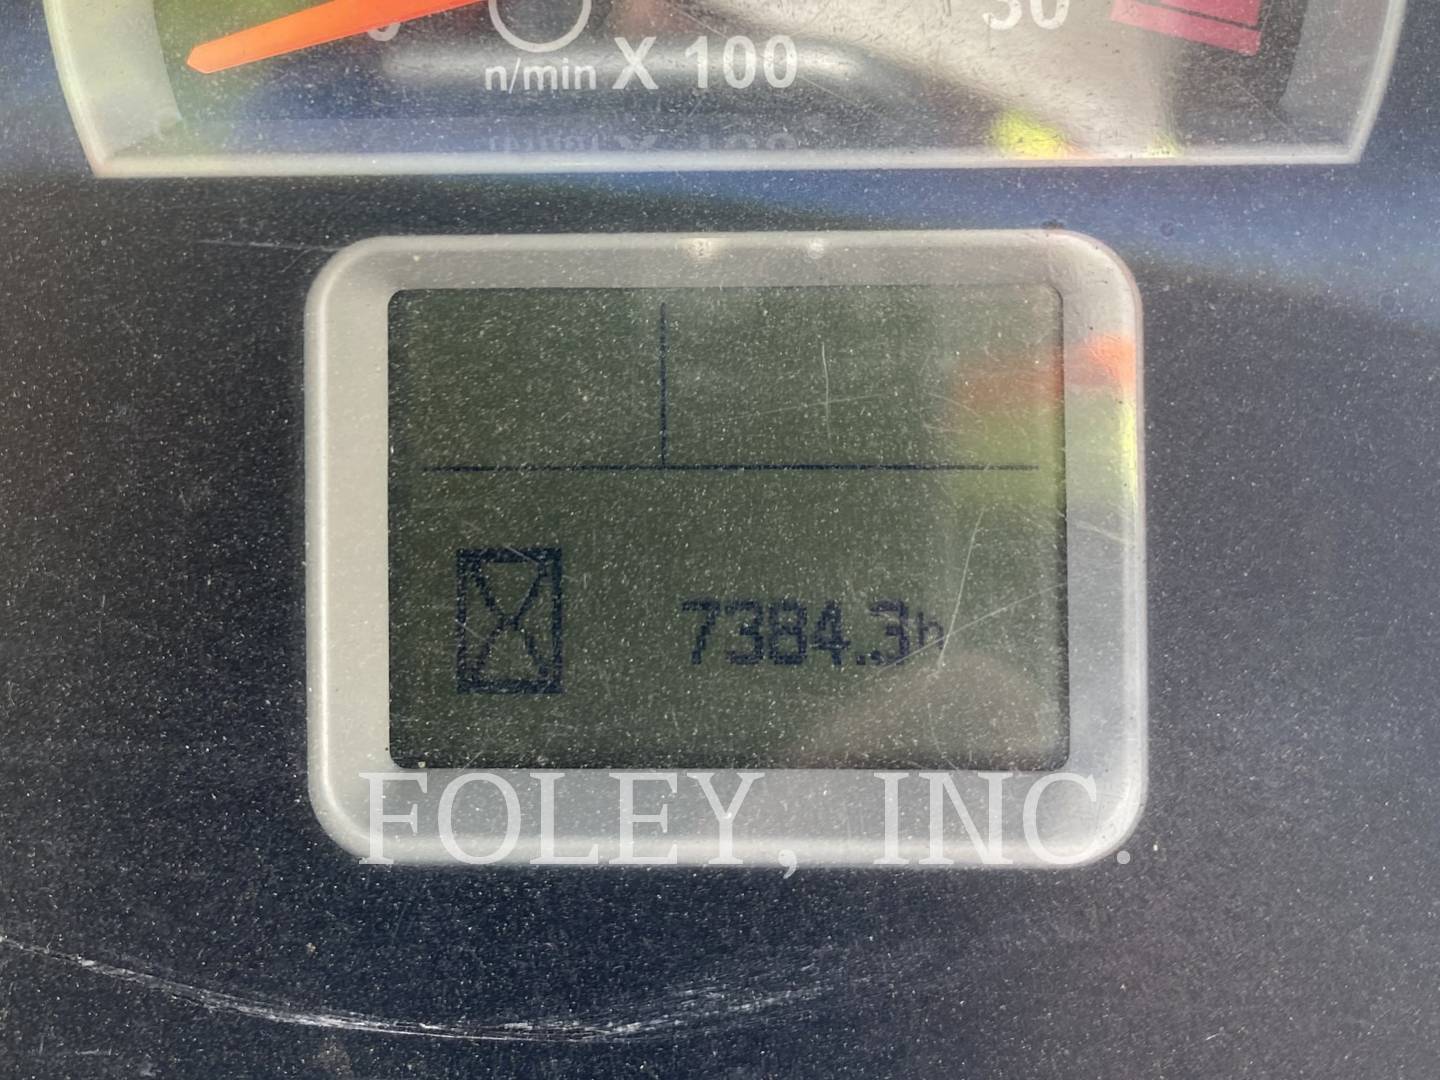 30
n/min X 100
7384.3h
FOLEY, INC.